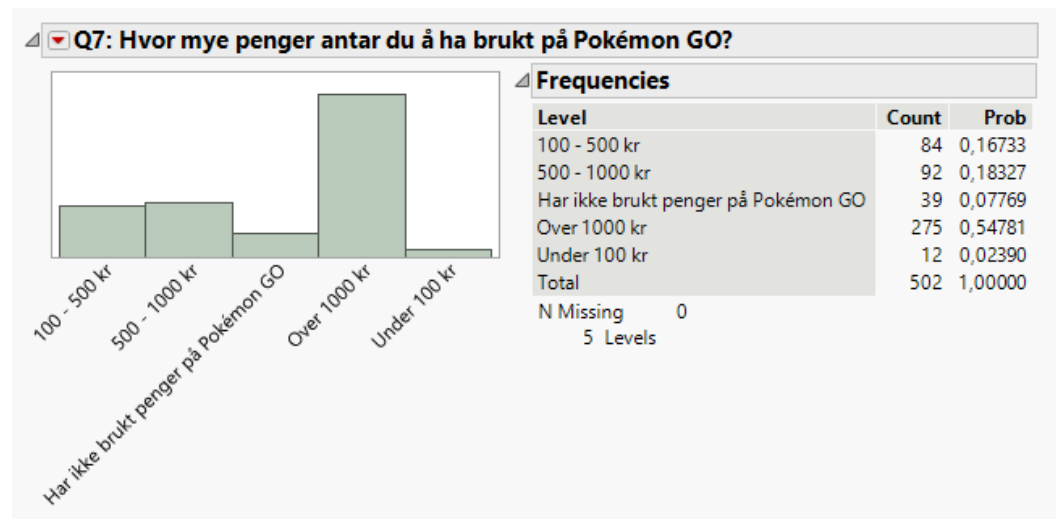 Q7: Hvor mye penger antar du å ha brukt på Pokémon GO?
100 - 500 kr
500 - 1000 kr
Har ikke brukt penger på Pokémon GO
Over 1000 kr
Under 100 kr
Frequencies
Level Count Prob
100 - 500 kr 84 0,16733
500 - 1000 kr 92 0,18327
Har ikke brukt penger på Pokémon GO 39 0,07769
Over 1000 kr 275 0,54781
Under 100 kr 12 0,02390
Total 502 1,00000
N Missing 0
5 Levels